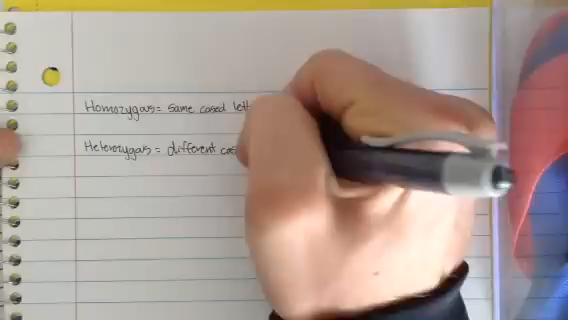 Homozygous = same cased lett
Heterozygous = different cas